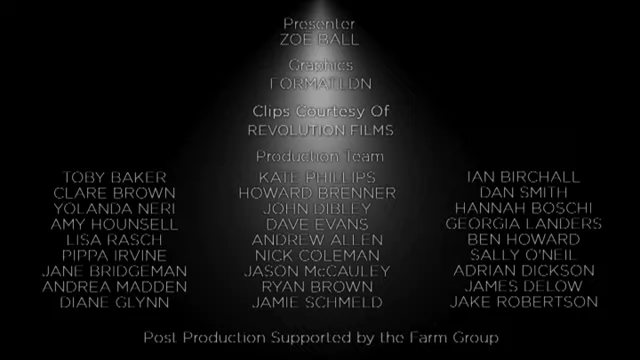 Presenter
ZOE BALL
Graphics
FORMATION
Clips Courtesy Of
REVOLUTION FILMS
Production Team
TOBY BAKER KATE PHILLIPS IAN BIRCHALL
CLARE BROWN HOWARD BRENNER DAN SMITH
YOLANDA NERI JOHN DIBLEY HANNAH BOSCHI
AMY HOUNSELL DAVE EVANS GEORGIA LANDERS
LISA RASCH ANDREW ALLEN BEN HOWARD
PIPPA IRVINE NICK COLEMAN SALLY O'NEIL
JANE BRIDGEMAN JASON McCAULEY ADRIAN DICKSON
ANDREA MADDEN RYAN BROWN JAMES DELOW
DIANE GLYNN JAMIE SCHMELD JAKE ROBERTSON
Post Production Supported by the Farm Group